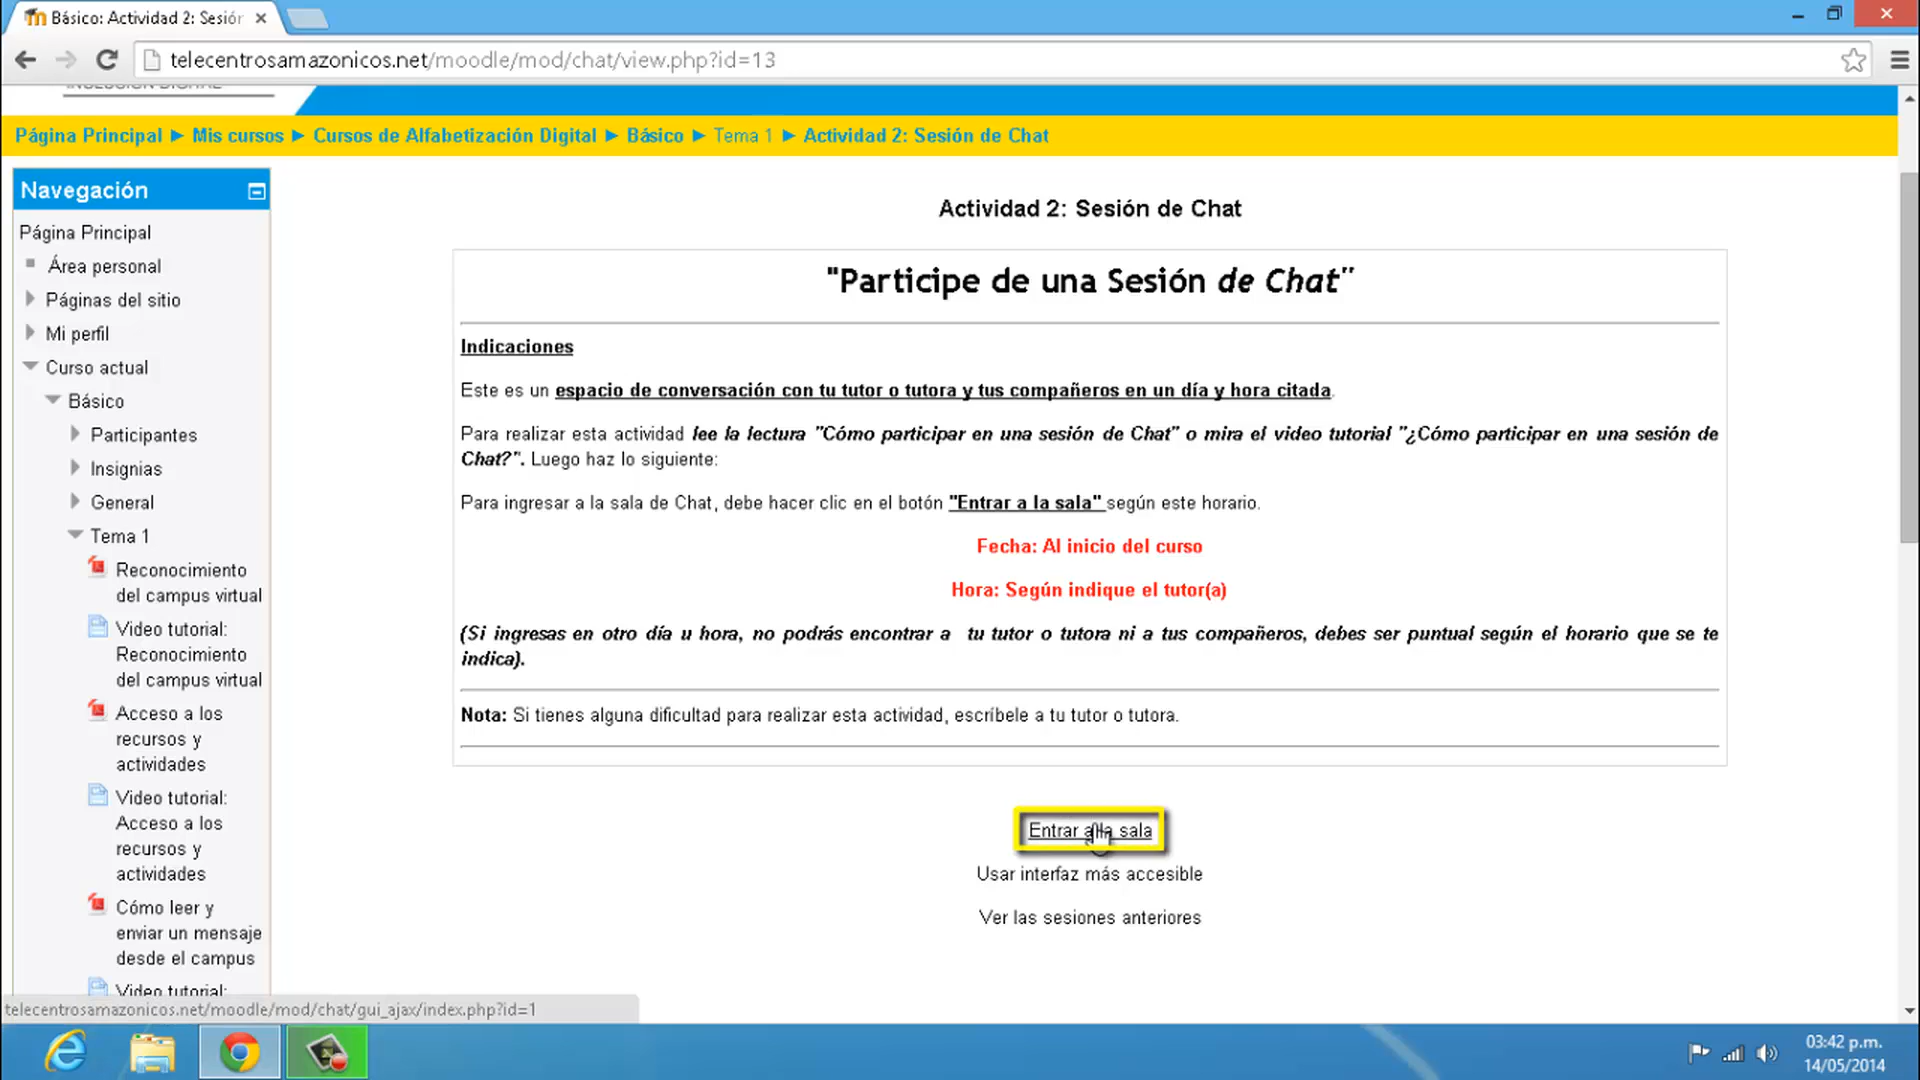 Básico: Actividad 2: Sesión
telecentrosamazonicos.net/moodle/mod/chat/view.php?id=13
Página Principal ► Mis cursos ► Cursos de Alfabetización Digital ► Básico ► Tema 1 ► Actividad 2: Sesión de Chat
Navegación
Página Principal
Área personal
Páginas del sitio
Mi perfil
Curso actual
Básico
Participantes
Insignias
General
Tema 1
Reconocimiento
del campus virtual
Video tutorial:
Reconocimiento
del campus virtual
Acceso a los
recursos y
actividades
Video tutorial:
Acceso a los
recursos y
actividades
Cómo leer y
enviar un mensaje
desde el campus
Video tutorial:
Actividad 2: Sesión de Chat
"Participe de una Sesión de Chat"
Indicaciones
Este es un espacio de conversación con tu tutor o tutora y tus compañeros en un día y hora citada.
Para realizar esta actividad lee la lectura "Cómo participar en una sesión de Chat" o mira el video tutorial "¿Cómo participar en una sesión de
Chat?". Luego haz lo siguiente:
Para ingresar a la sala de Chat, debe hacer clic en el botón "Entrar a la sala" según este horario.
Fecha: Al inicio del curso
Hora: Según indique el tutor(a)
(Si ingresas en otro día u hora, no podrás encontrar a tu tutor o tutora ni a tus compañeros, debes ser puntual según el horario que se te
indica).
Nota: Si tienes alguna dificultad para realizar esta actividad, escríbele a tu tutor o tutora.
Entrar a la sala
Usar interfaz más accesible
Ver las sesiones anteriores
telecentrosamazonicos.net/moodle/mod/chat/gui_ajax/index.php?id=1
03:42 p.m.
14/05/2014